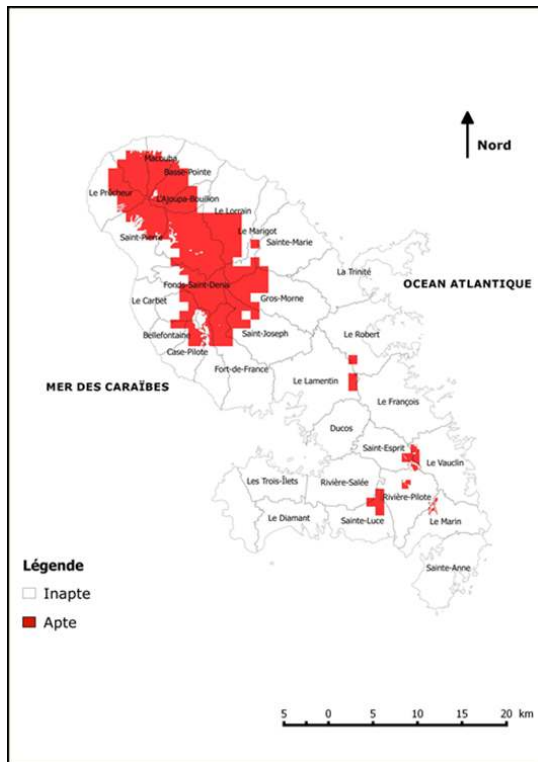 Nord
Macouba
Basse-Pointe
Le Prêcheur
L'Ajoupa-Bouillon
Le Lorrain
Le Marigot
Saint-Pierre
Sainte-Marie
La Trinité
Fonds-Saint-Denis
OCEAN ATLANTIQUE
Le Carbet
Gros-Morne
Bellefontaine
Saint-Joseph
Le Robert
Case-Pilote
Fort-de-France
MER DES CARAÏBES
Le Lamentin
Le François
Ducos
Saint-Esprit
Le Vauclin
Les Trois-Îlets
Rivière-Salée
Rivière-Pilote
Le Diamant
Sainte-Luce
Le Marin
Sainte-Anne
Légende
Inapte
Apte
5 0 5 10 15 20 km